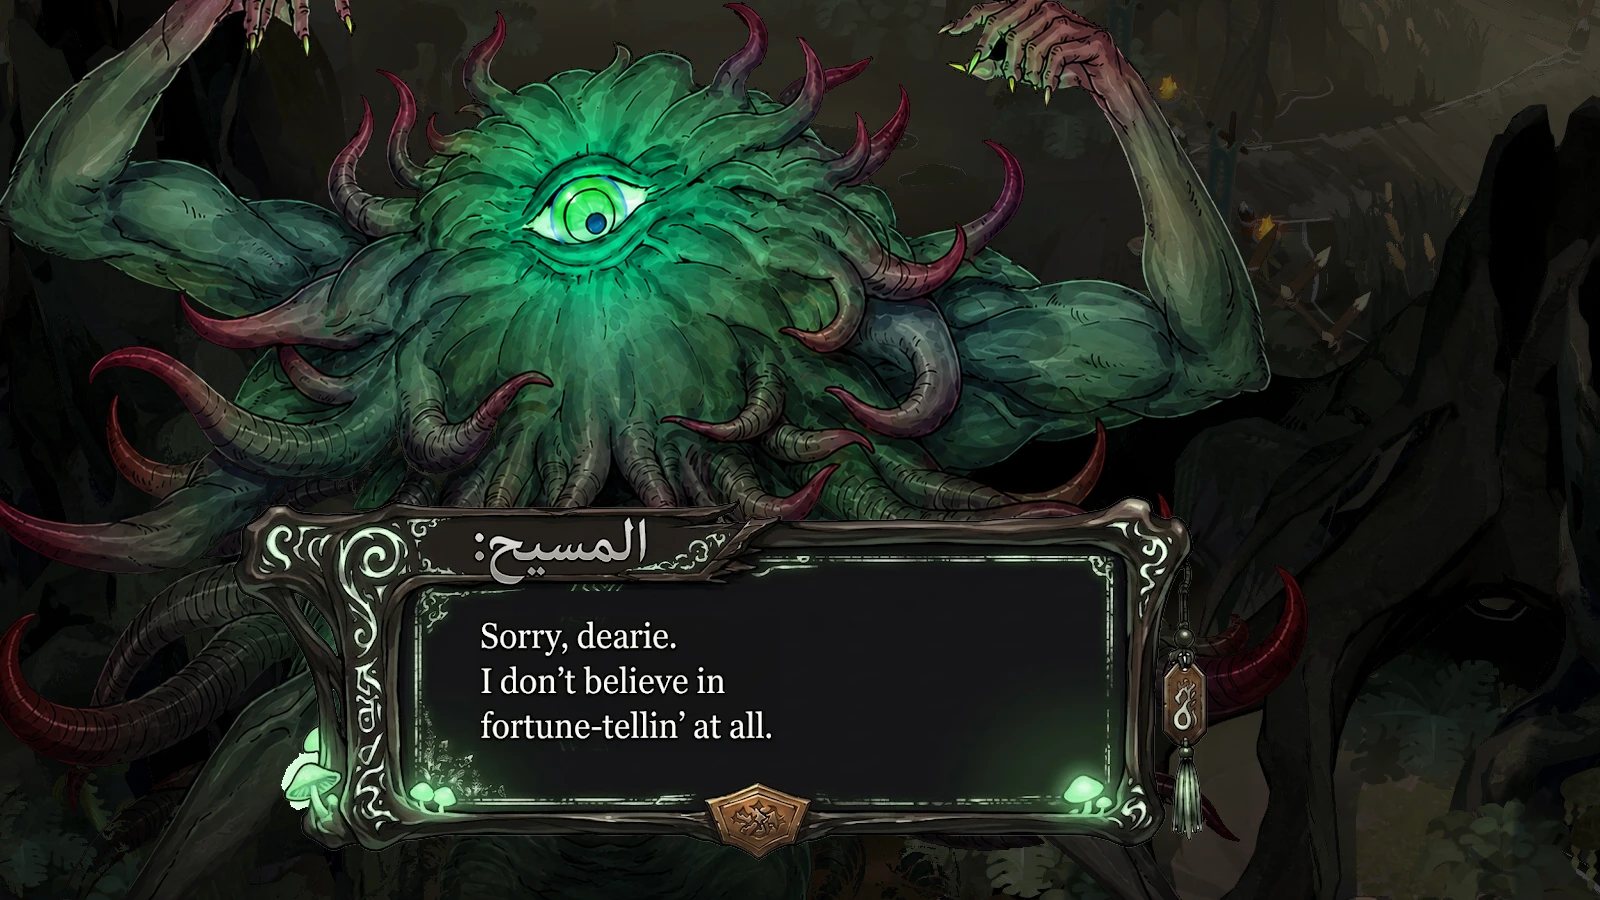 المسيح:
Sorry, dearie.
I don’t believe in
fortune-tellin’ at all.